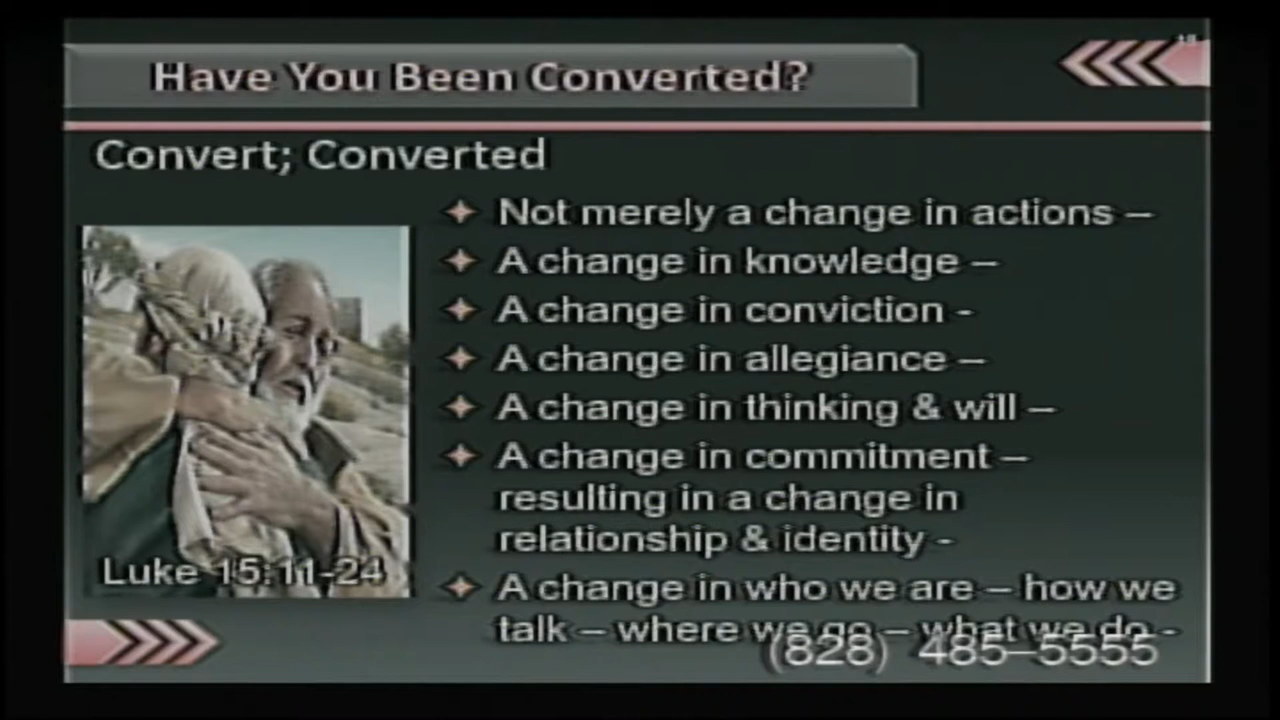 Have You Been Converted?
Convert; Converted
Not merely a change in actions –
A change in knowledge –
A change in conviction -
A change in allegiance –
A change in thinking & will –
A change in commitment –
resulting in a change in
relationship & identity -
A change in who we are – how we
talk – where we go – what we do -
Luke 15:11-24
(828) 485–5555